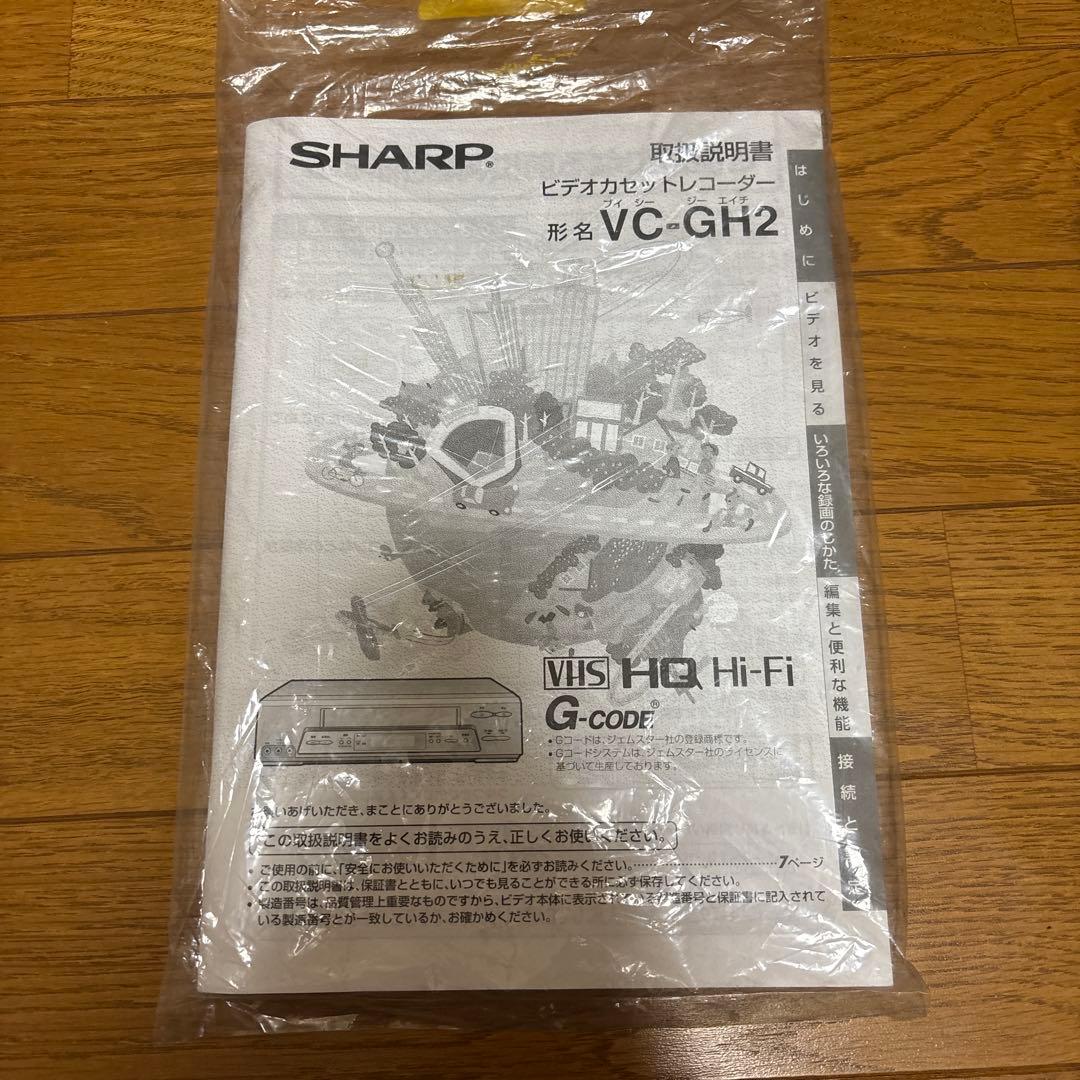 SHARP®
取扱説明書
ビデオカセットレコーダー
ブイ シー ジー エイチ
形名 VC-GH2
はじめに
ビデオを見る
いろいろな録画のしかた
編集と便利な機能
接続と
VHS HQ Hi-Fi
G-CODE®
• Gコードは、ジェムスター社の登録商標です。
• Gコードシステムは、ジェムスター社のライセンスに
基づいて生産しております。
いあげいただき、まことにありがとうございました。
この取扱説明書をよくお読みのうえ、正しくお使いください。
• ご使用の前に、「安全にお使いいただくために」を必ずお読みください。…………7ページ
• この取扱説明書は、保証書とともに、いつでも見ることができる所に必ず保存してください。
• 製造番号は、品質管理上重要なものですから、ビデオ本体に表示されている製造番号と保証書に記入されて
いる製造番号とが一致しているか、お確かめください。